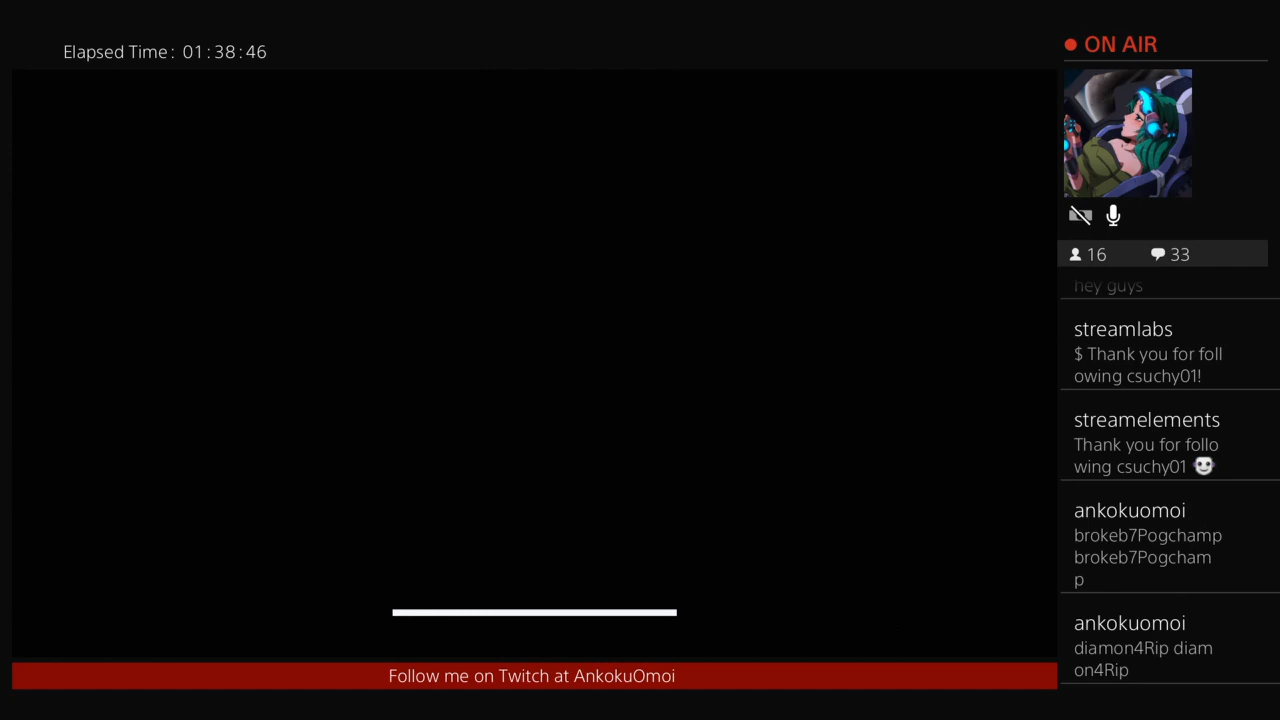 Elapsed Time: 01:38:46
ON AIR
16 33
hey guys
streamlabs
$ Thank you for foll
owing csuchy01!
streamelements
Thank you for follo
wing csuchy01
ankokuomoi
brokeb7Pogchamp
brokeb7Pogcham
p
ankokuomoi
diamon4Rip diam
on4Rip
Follow me on Twitch at AnkokuOmoi